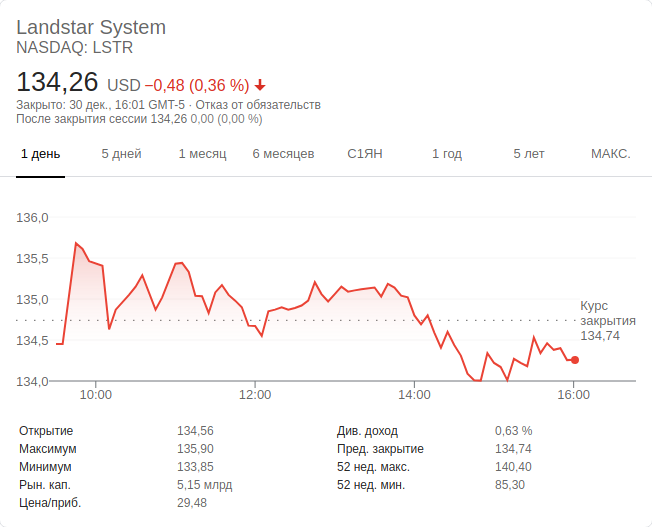 Landstar System
NASDAQ: LSTR
134,26 USD −0,48 (0,36 %)
Закрыто: 30 дек., 16:01 GMT-5 · Отказ от обязательств
После закрытия сессии 134,26 0,00 (0,00 %)
1 день 5 дней 1 месяц 6 месяцев С1ЯН 1 год 5 лет МАКС.
136,0
135,5
135,0
Курс
закрытия
134,74
134,5
134,0
10:00 12:00 14:00 16:00
Открытие 134,56 Див. доход 0,63 %
Максимум 135,90 Пред. закрытие 134,74
Минимум 133,85 52 нед. макс. 140,40
Рын. кап. 5,15 млрд 52 нед. мин. 85,30
Цена/приб. 29,48